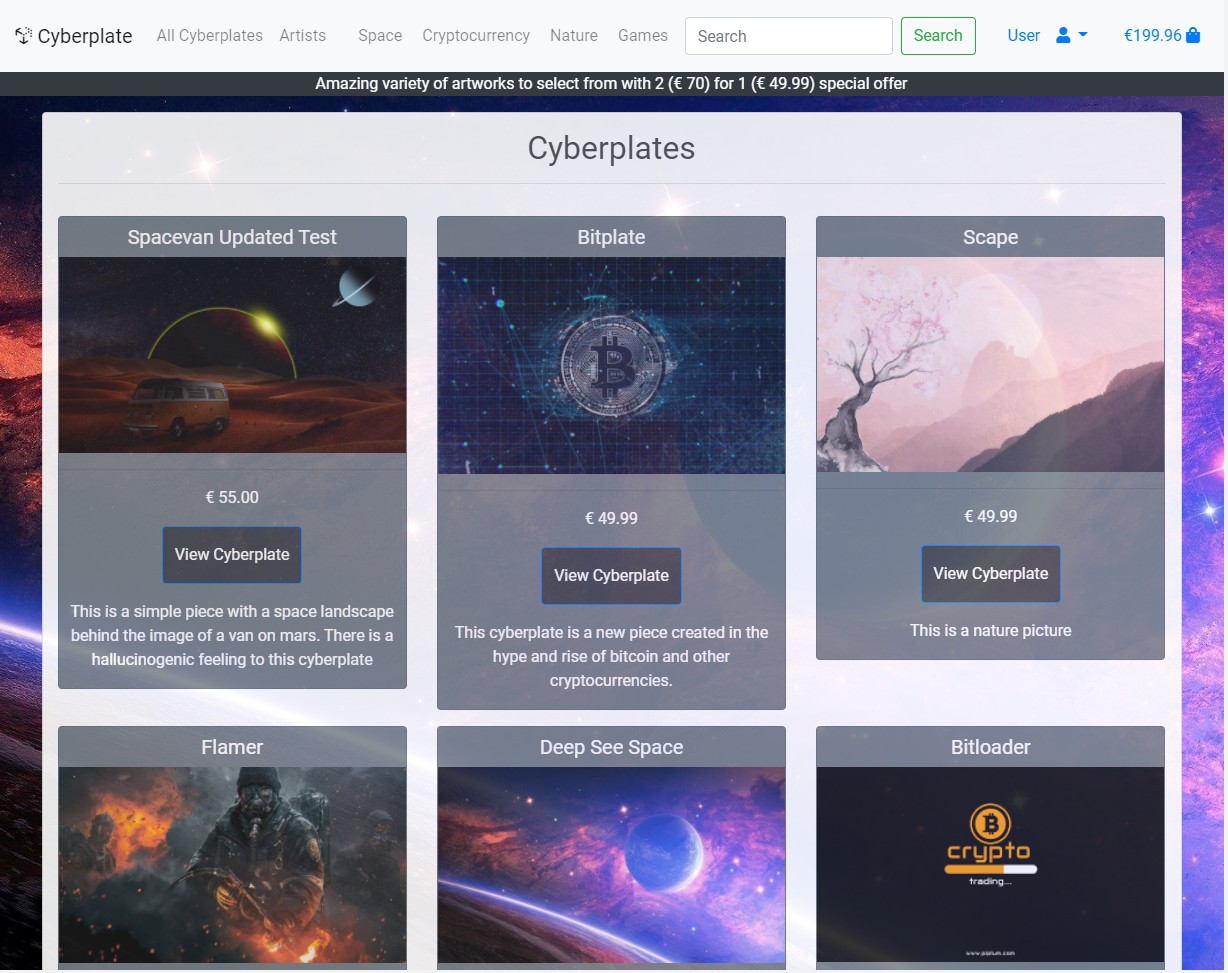 Cyberplate All Cyberplates Artists Space Cryptocurrency Nature Games Search Search User €199.96
Amazing variety of artworks to select from with 2 (€ 70) for 1 (€ 49.99) special offer
Cyberplates
Spacevan Updated Test
€ 55.00
View Cyberplate
This is a simple piece with a space landscape
behind the image of a van on mars. There is a
hallucinogenic feeling to this cyberplate
Bitplate
€ 49.99
View Cyberplate
This cyberplate is a new piece created in the
hype and rise of bitcoin and other
cryptocurrencies.
Scape
€ 49.99
View Cyberplate
This is a nature picture
Flamer
Deep See Space
Bitloader
crypto
trading...